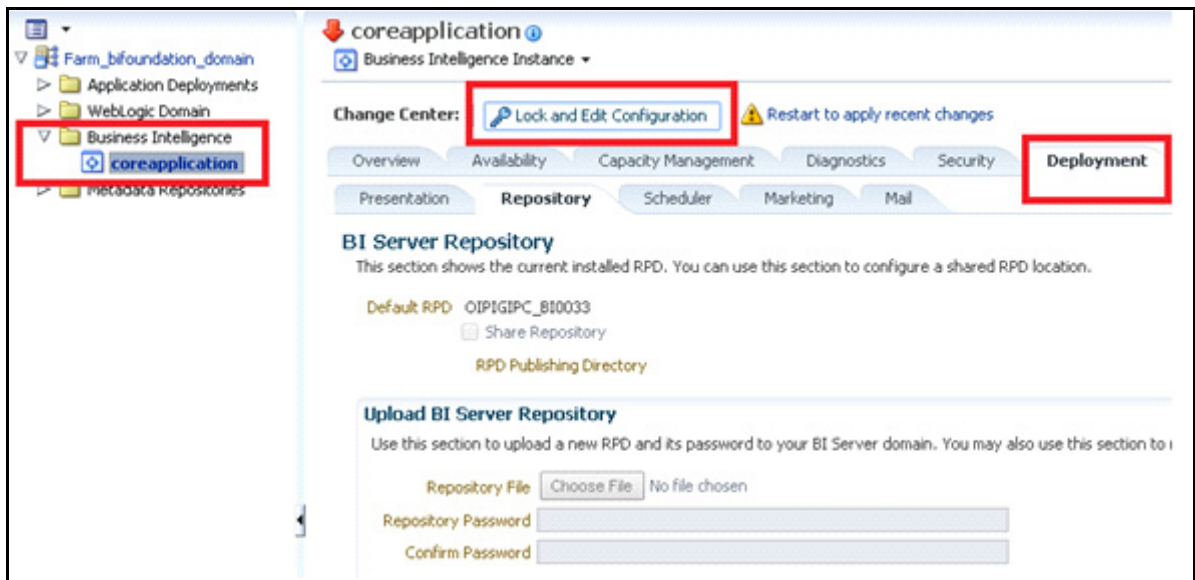 Farm_bifoundation_domain
Application Deployments
WebLogic Domain
Business Intelligence
coreapplication
Metadata Repositories
coreapplication
Business Intelligence Instance
Change Center: Lock and Edit Configuration Restart to apply recent changes
Overview Availability Capacity Management Diagnostics Security Deployment
Presentation Repository Scheduler Marketing Mail
BI Server Repository
This section shows the current installed RPD. You can use this section to configure a shared RPD location.
Default RPD OIPIGIPC_BI0033
Share Repository
RPD Publishing Directory
Upload BI Server Repository
Use this section to upload a new RPD and its password to your BI Server domain. You may also use this section to
Repository File Choose File No file chosen
Repository Password
Confirm Password